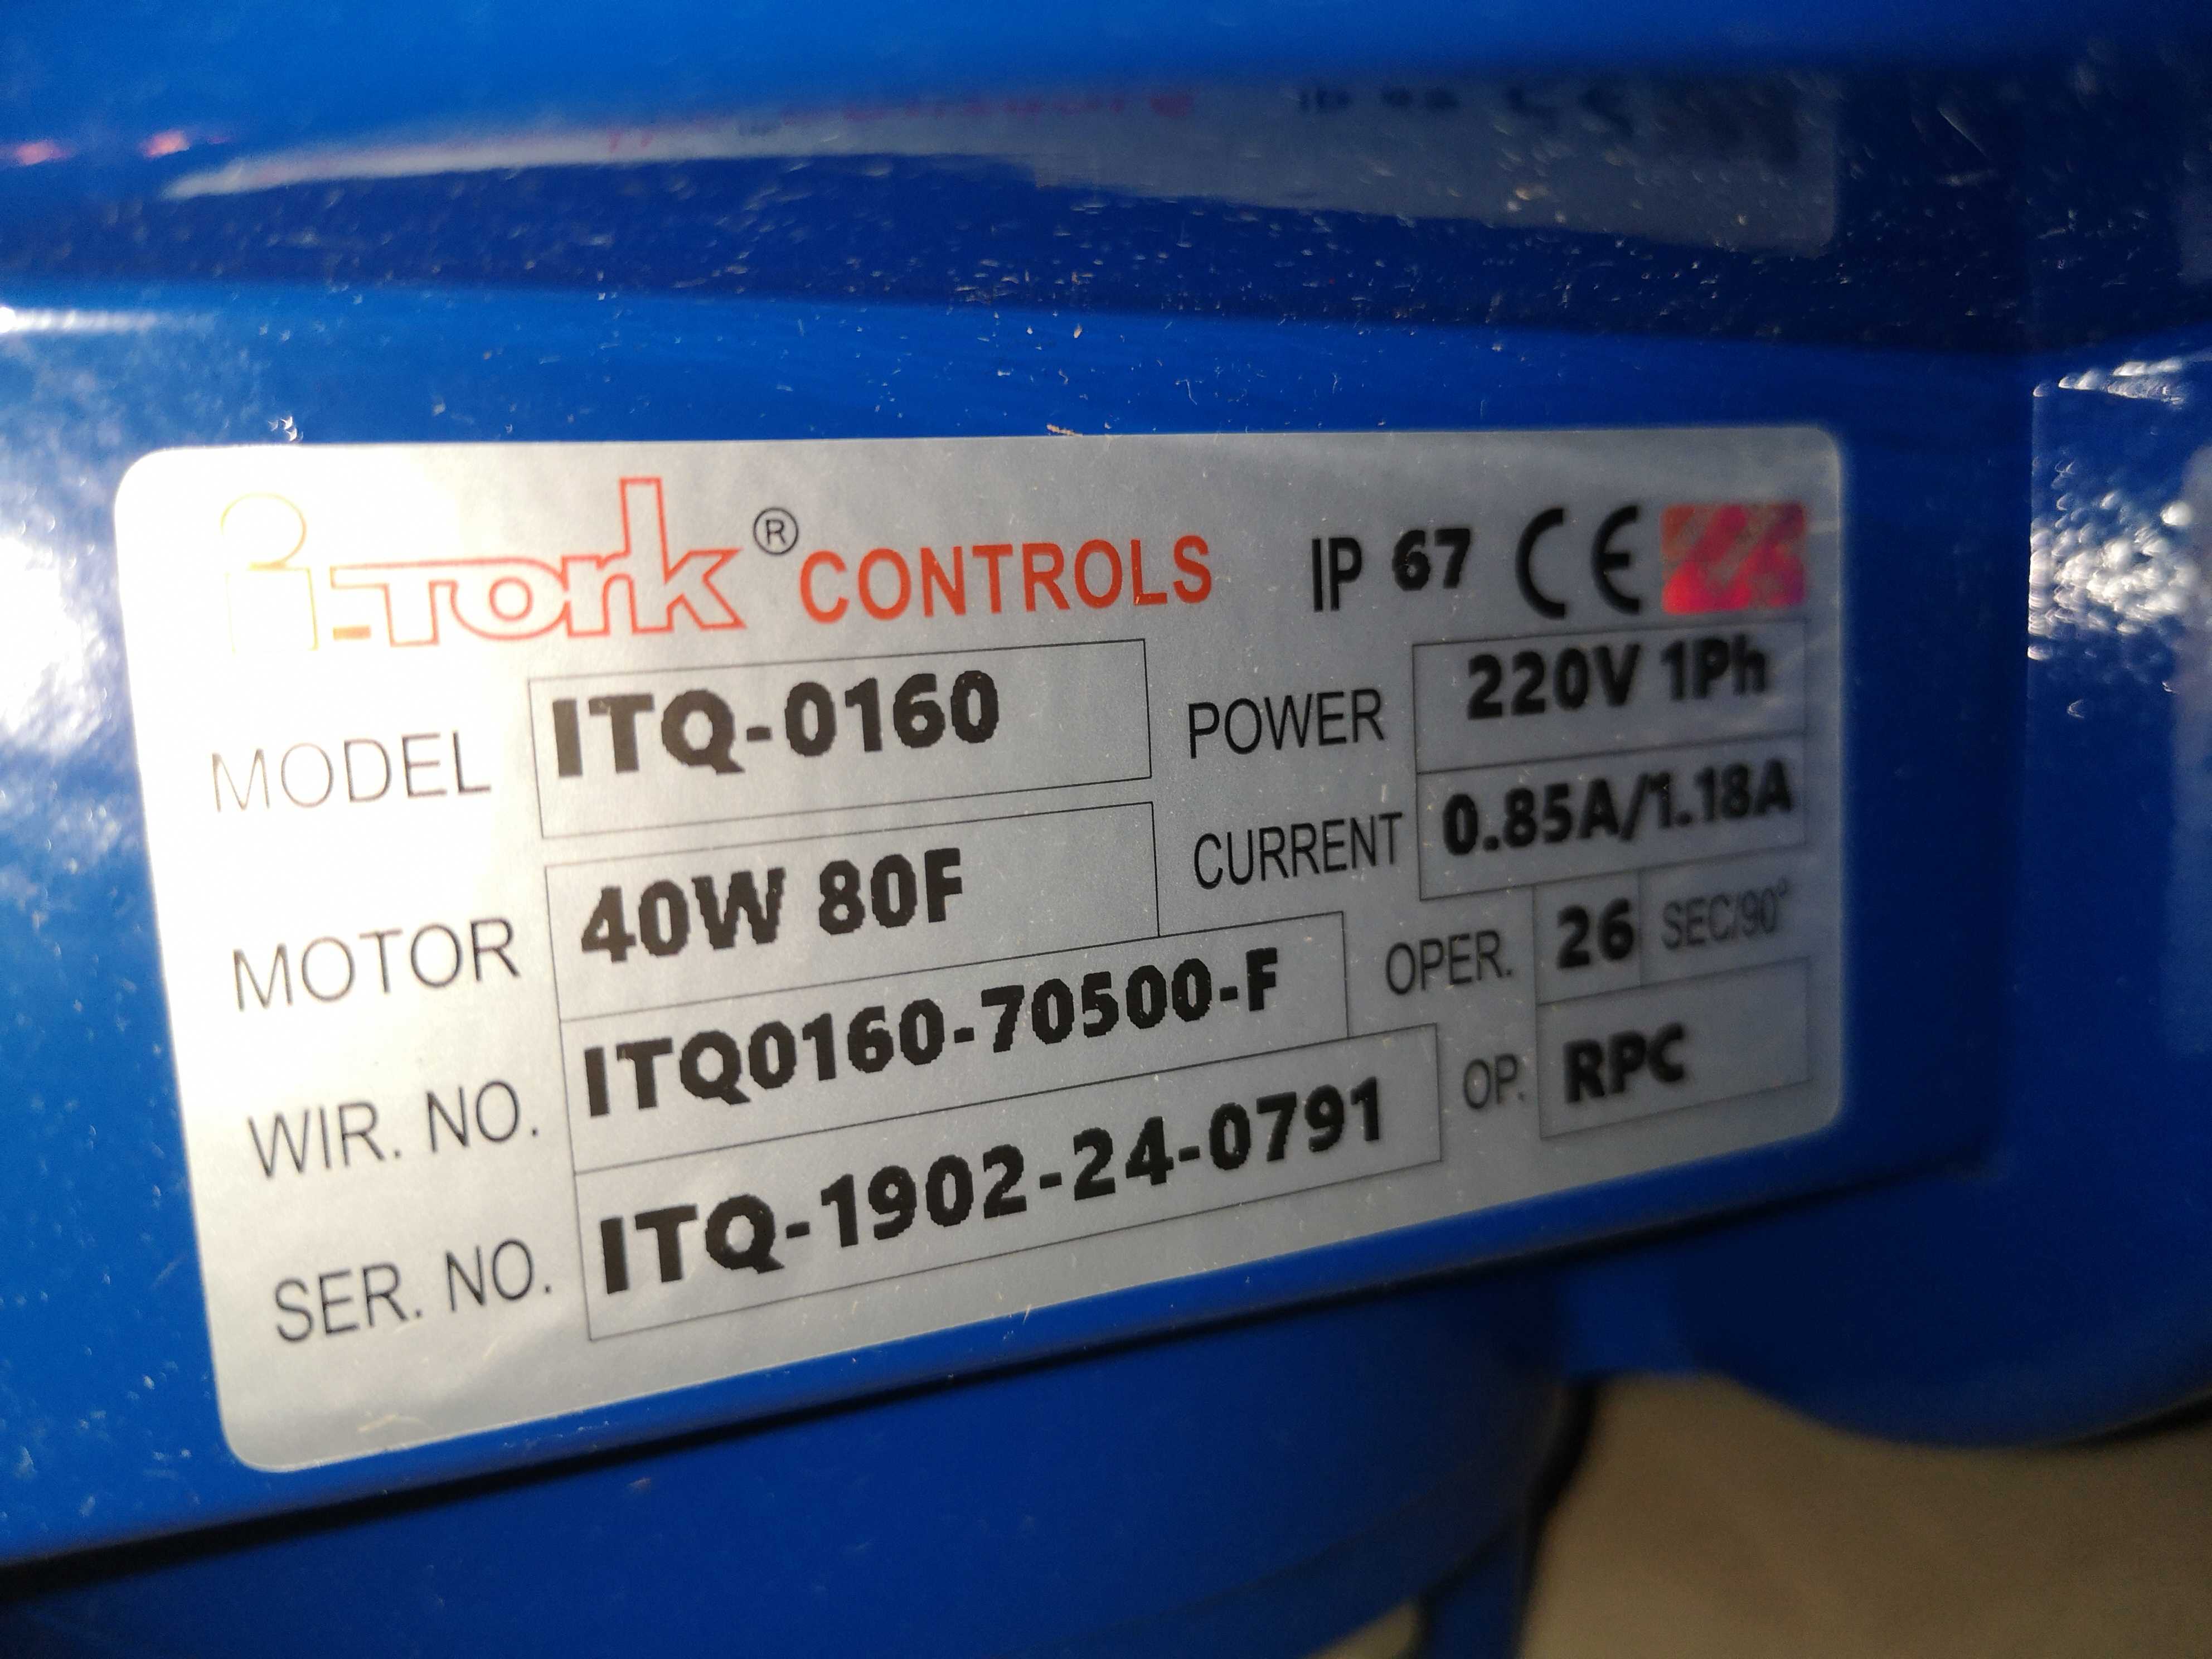 i-Tork® CONTROLS IP 67 CE
MODEL ITQ-0160 POWER 220V 1Ph
MOTOR 40W 80F CURRENT 0.85A/1.18A
WIR. NO. ITQ0160-70500-F OPER. 26 SEC/90°
SER. NO. ITQ-1902-24-0791 OP. RPC